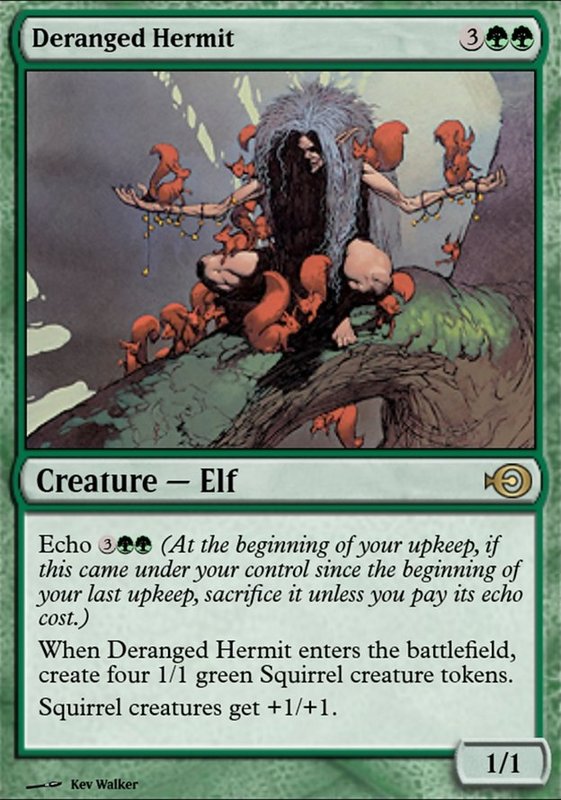 Deranged Hermit 3
Creature — Elf
Echo 3 (At the beginning of your upkeep, if
this came under your control since the beginning of
your last upkeep, sacrifice it unless you pay its echo
cost.)
When Deranged Hermit enters the battlefield,
create four 1/1 green Squirrel creature tokens.
Squirrel creatures get +1/+1.
1/1
Kev Walker